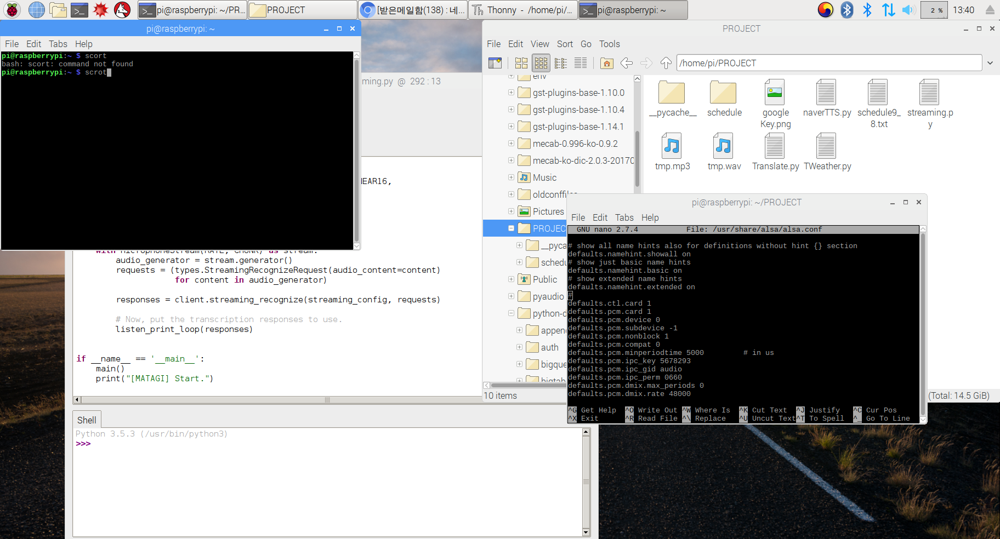 pi@raspberrypi: ~/PR...
PROJECT
[받은메일함(138) : 네...
Thonny  -  /home/pi/...
pi@raspberrypi: ~
2 %
13:40
pi@raspberrypi: ~
File Edit Tabs Help
pi@raspberrypi:~ $ scort
bash: scort: command not found
pi@raspberrypi:~ $ scrot
ming.py  @  292 : 13
NEAR16,
with MicrophoneStream(RATE, CHUNK) as stream:
audio_generator = stream.generator()
requests = (types.StreamingRecognizeRequest(audio_content=content)
for content in audio_generator)
responses = client.streaming_recognize(streaming_config, requests)
# Now, put the transcription responses to use.
listen_print_loop(responses)
if __name__ == '__main__':
main()
print("[MATAGI] Start.")
Shell
Python 3.5.3 (/usr/bin/python3)
>>>
PROJECT
File Edit View Sort Go Tools
/home/pi/PROJECT
env
gst-plugins-base-1.10.0
gst-plugins-base-1.10.4
gst-plugins-base-1.14.1
mecab-0.996-ko-0.9.2
mecab-ko-dic-2.0.3-20170
Music
oldconffiles
Pictures
PROJEC
__pyca
schedu
Public
pyaudio
python-d
appen
auth
bigque
bigtab
__pycache__
schedule
google
Key.png
naverTTS.py
schedule9_
8.txt
streaming.p
y
tmp.mp3
tmp.wav
Translate.py
TWeather.py
10 items
(Total: 14.5 GiB)
pi@raspberrypi: ~/PROJECT
File Edit Tabs Help
GNU nano 2.7.4 File: /usr/share/alsa/alsa.conf
# show all name hints also for definitions without hint {} section
defaults.namehint.showall on
# show just basic name hints
defaults.namehint.basic on
# show extended name hints
defaults.namehint.extended on
#
defaults.ctl.card 1
defaults.pcm.card 1
defaults.pcm.device 0
defaults.pcm.subdevice -1
defaults.pcm.nonblock 1
defaults.pcm.compat 0
defaults.pcm.minperiodtime 5000 # in us
defaults.pcm.ipc_key 5678293
defaults.pcm.ipc_gid audio
defaults.pcm.ipc_perm 0660
defaults.pcm.dmix.max_periods 0
defaults.pcm.dmix.rate 48000
^G Get Help ^O Write Out ^W Where Is ^K Cut Text ^J Justify ^C Cur Pos
^X Exit ^R Read File ^\ Replace ^U Uncut Text ^T To Spell ^_ Go To Line